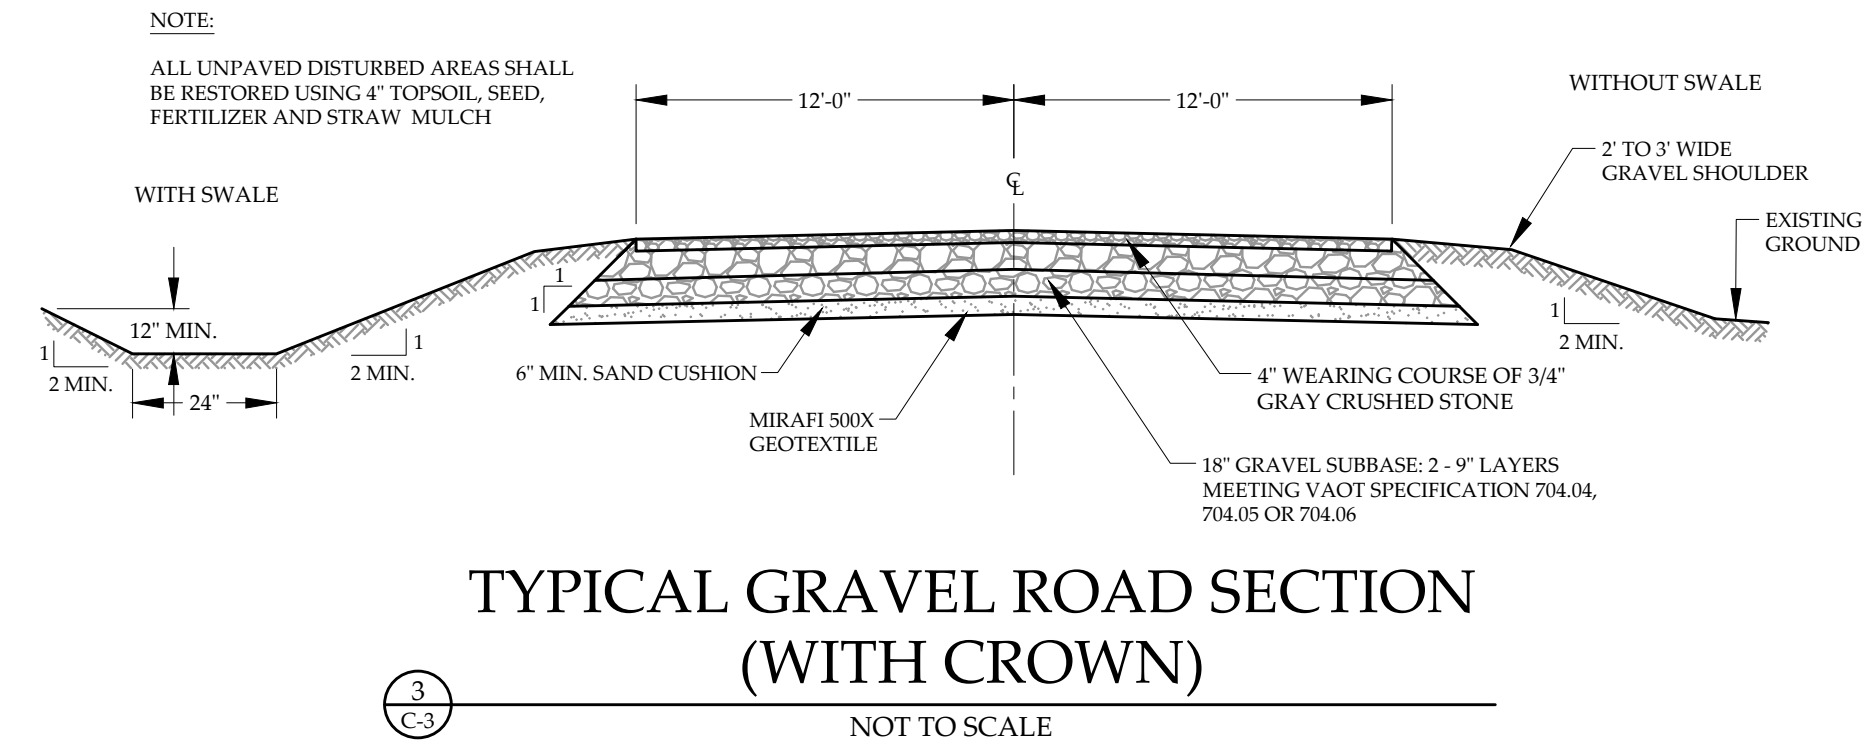 NOTE:
ALL UNPAVED DISTURBED AREAS SHALL
BE RESTORED USING 4" TOPSOIL, SEED,
FERTILIZER AND STRAW MULCH
WITH SWALE
12'-0"
12'-0"
WITHOUT SWALE
2' TO 3' WIDE
GRAVEL SHOULDER
EXISTING
GROUND
℄
12" MIN.
1
2 MIN.
24"
1
2 MIN.
1
1
1
2 MIN.
6" MIN. SAND CUSHION
MIRAFI 500X
GEOTEXTILE
4" WEARING COURSE OF 3/4"
GRAY CRUSHED STONE
18" GRAVEL SUBBASE: 2 - 9" LAYERS
MEETING VAOT SPECIFICATION 704.04,
704.05 OR 704.06
TYPICAL GRAVEL ROAD SECTION
(WITH CROWN)
3
C-3
NOT TO SCALE